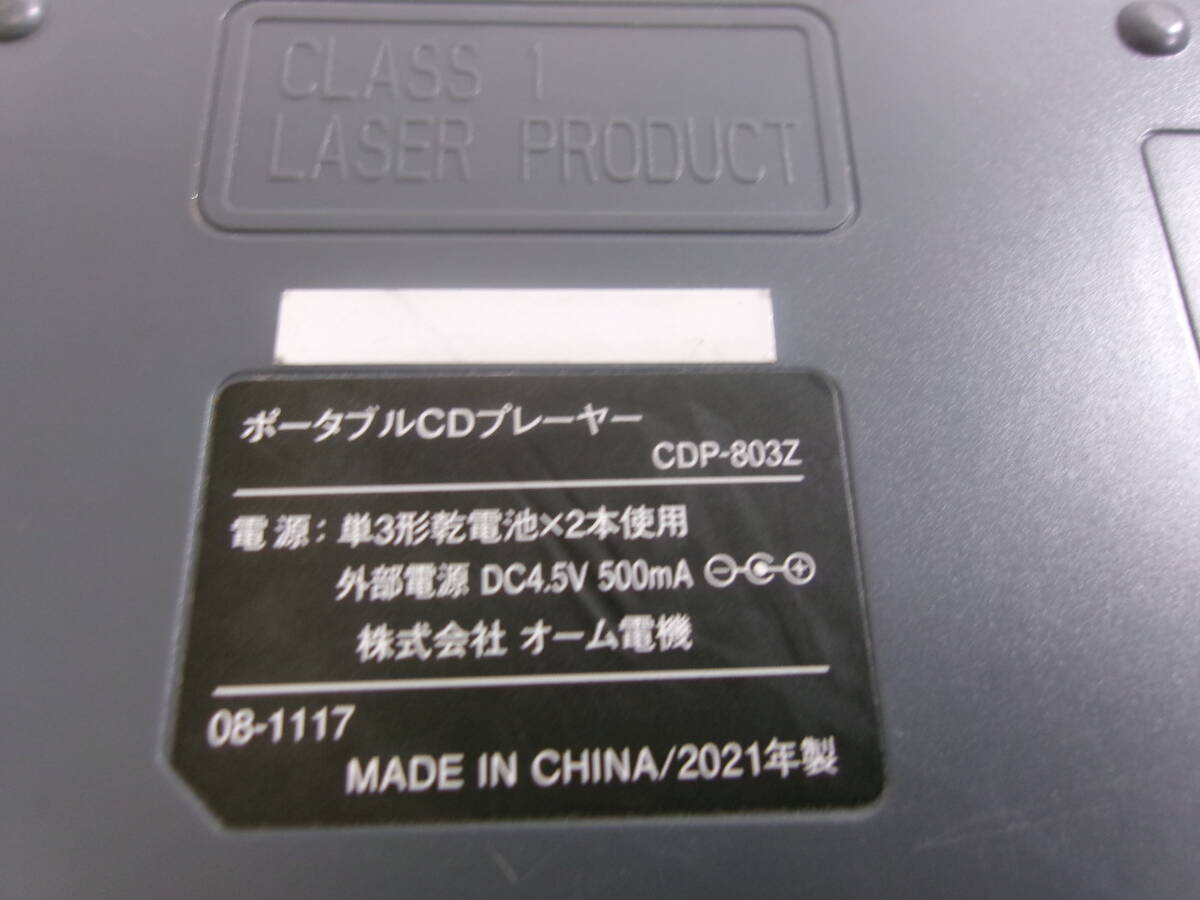 CLASS 1
LASER PRODUCT
ポータブルCDプレーヤー
CDP-803Z
電源：単3形乾電池×2本使用
外部電源 DC4.5V 500mA
株式会社 オーム電機
08-1117
MADE IN CHINA/2021年製